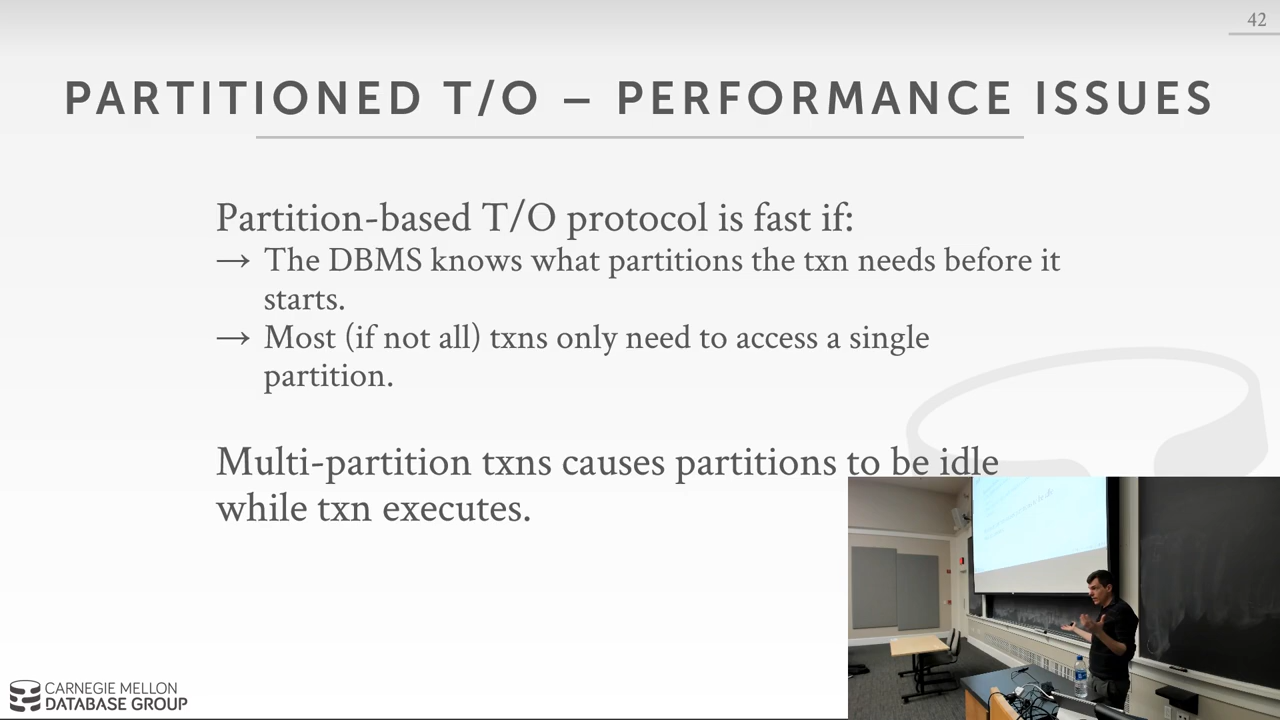 42
PARTITIONED T/O – PERFORMANCE ISSUES
Partition-based T/O protocol is fast if:
→ The DBMS knows what partitions the txn needs before it
starts.
→ Most (if not all) txns only need to access a single
partition.
Multi-partition txns causes partitions to be idle
while txn executes.
CARNEGIE MELLON
DATABASE GROUP